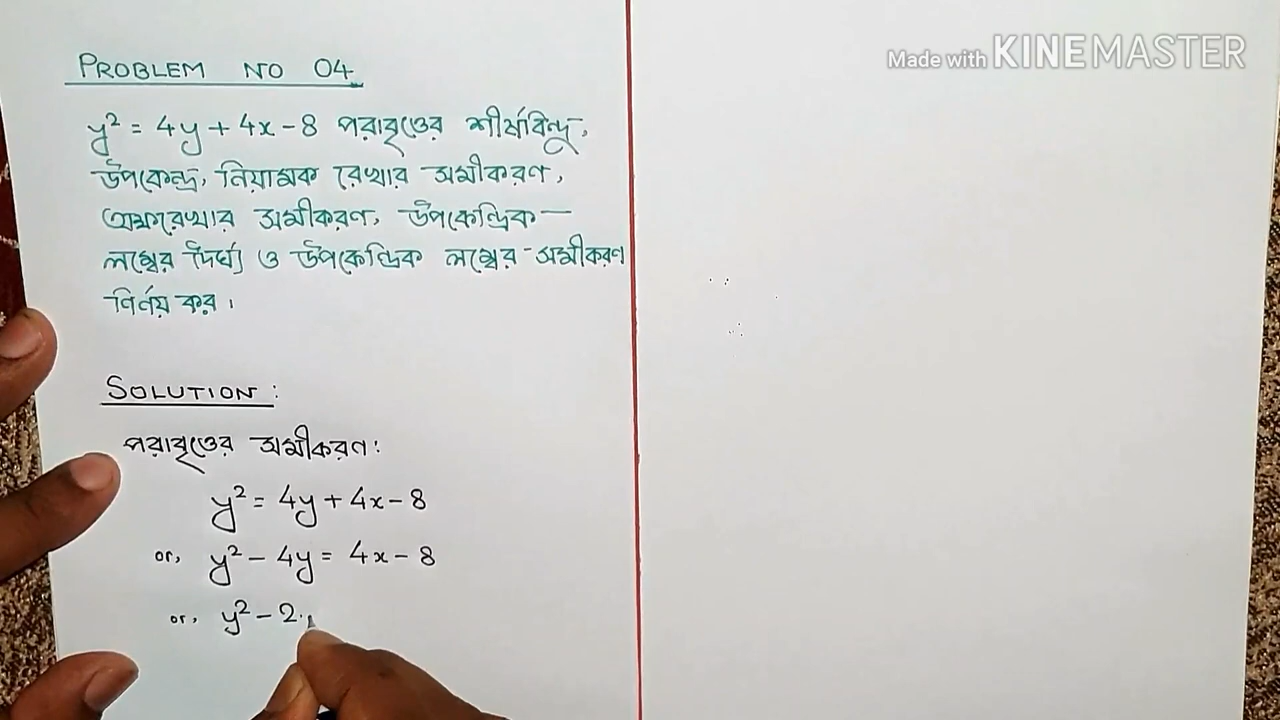 Made with KINEMASTER
PROBLEM NO 04
y² = 4y + 4x - 8 পরাবৃত্তের শীর্ষবিন্দু,
উপকেন্দ্র, নিয়ামক রেখার সমীকরণ,
অক্ষরেখার সমীকরণ, উপকেন্দ্রিক—
লম্বের দৈর্ঘ্য ও উপকেন্দ্রিক লম্বের সমীকরণ
নির্ণয় কর।
SOLUTION:
পরাবৃত্তের সমীকরণ:
y² = 4y + 4x - 8
or, y² - 4y = 4x - 8
or, y² - 2.